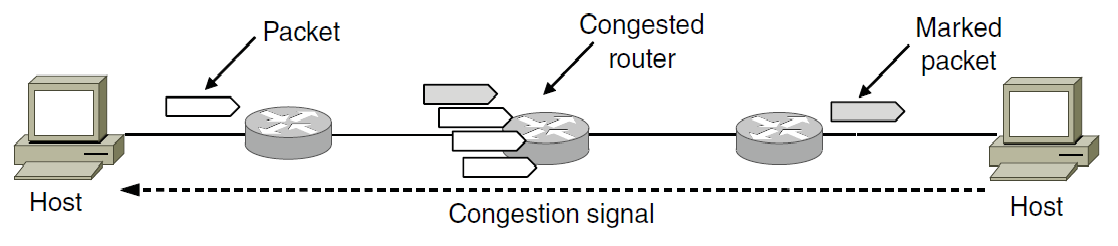 Packet
Congested
router
Marked
packet
Host
Congestion signal
Host